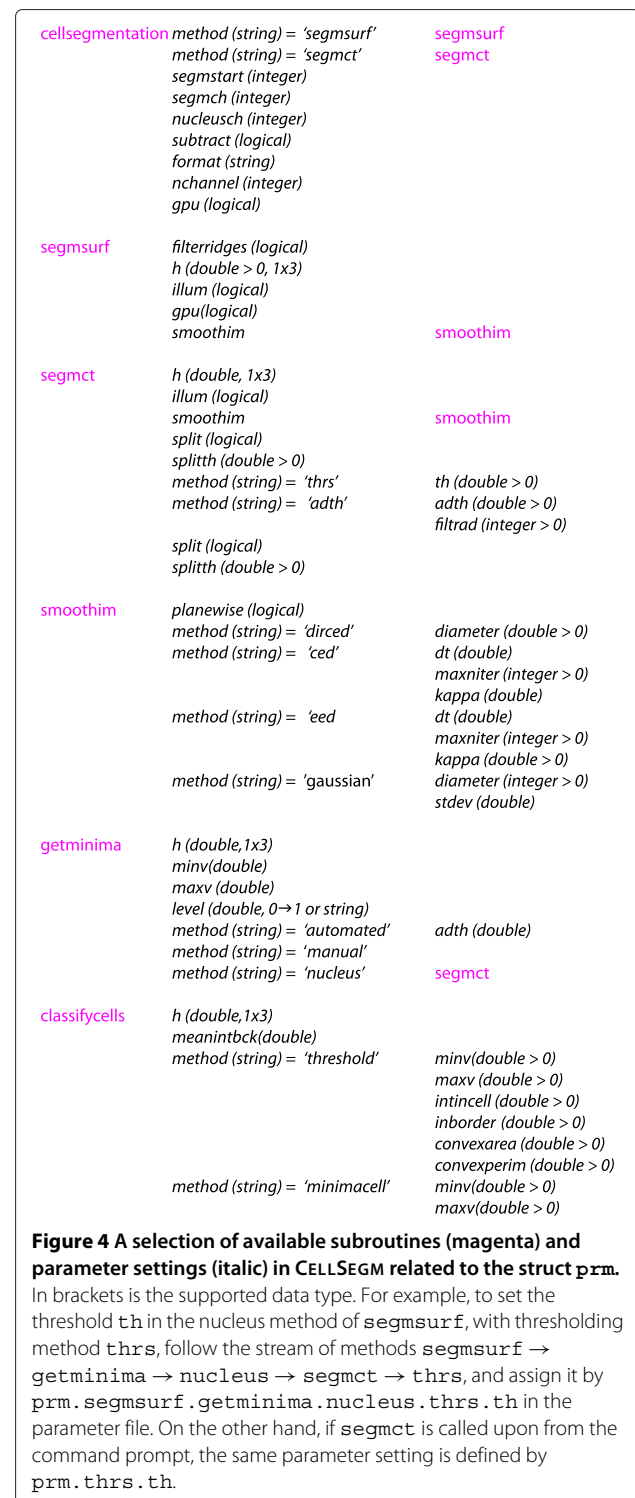 cellsegmentation method (string) = 'segmsurf' segmsurf
method (string) = 'segmct' segmct
segmstart (integer)
segmch (integer)
nucleusch (integer)
subtract (logical)
format (string)
nchannel (integer)
gpu (logical)
segmsurf filterridges (logical)
h (double > 0, 1x3)
illum (logical)
gpu(logical)
smoothim smoothim
segmct h (double, 1x3)
illum (logical)
smoothim smoothim
split (logical)
splitth (double > 0)
method (string) = 'thrs' th (double > 0)
method (string) = 'adth' adth (double > 0)
filtrad (integer > 0)
split (logical)
splitth (double > 0)
smoothim planewise (logical)
method (string) = 'dirced' diameter (double > 0)
method (string) = 'ced' dt (double)
maxniter (integer > 0)
kappa (double)
method (string) = 'eed dt (double)
maxniter (integer > 0)
kappa (double > 0)
method (string) = 'gaussian' diameter (integer > 0)
stdev (double)
getminima h (double,1x3)
minv(double)
maxv (double)
level (double, 0→1 or string)
method (string) = 'automated' adth (double)
method (string) = 'manual'
method (string) = 'nucleus' segmct
classifycells h (double,1x3)
meanintbck(double)
method (string) = 'threshold' minv(double > 0)
maxv (double > 0)
intincell (double > 0)
inborder (double > 0)
convexarea (double > 0)
convexperim (double > 0)
method (string) = 'minimacell' minv(double > 0)
maxv(double > 0)
Figure 4 A selection of available subroutines (magenta) and
parameter settings (italic) in CELLSEGM related to the struct prm.
In brackets is the supported data type. For example, to set the
threshold th in the nucleus method of segmsurf, with thresholding
method thrs, follow the stream of methods segmsurf →
getminima → nucleus → segmct → thrs, and assign it by
prm.segmsurf.getminima.nucleus.thrs.th in the
parameter file. On the other hand, if segmct is called upon from the
command prompt, the same parameter setting is defined by
prm.thrs.th.